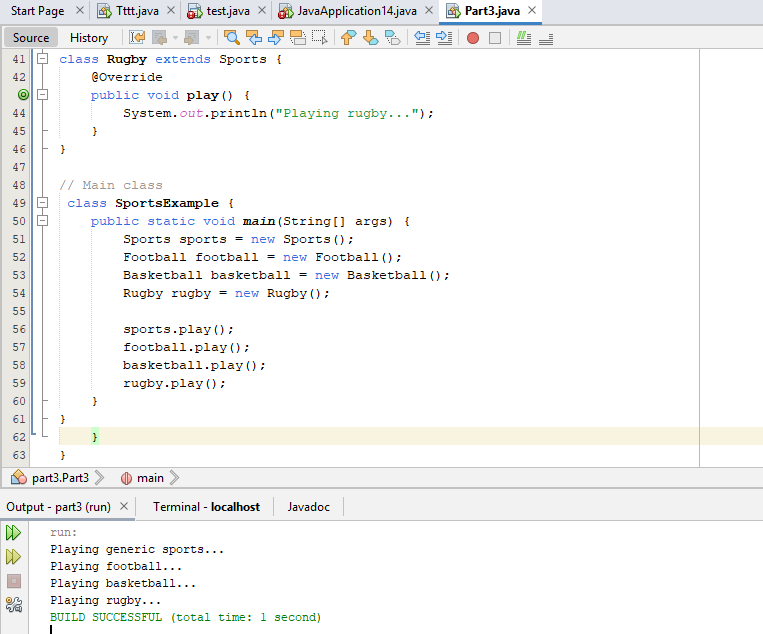 Start Page Tttt.java test.java JavaApplication14.java Part3.java
Source History
41 class Rugby extends Sports {
42     @Override
public void play() {
44         System.out.println("Playing rugby...");
45     }
46 }
47
48 // Main class
49  class SportsExample {
50     public static void main(String[] args) {
51         Sports sports = new Sports();
52         Football football = new Football();
53         Basketball basketball = new Basketball();
54         Rugby rugby = new Rugby();
55
56         sports.play();
57         football.play();
58         basketball.play();
59         rugby.play();
60     }
61 }
62     }
63 }
part3.Part3 main
Output - part3 (run) Terminal - localhost Javadoc
run:
Playing generic sports...
Playing football...
Playing basketball...
Playing rugby...
BUILD SUCCESSFUL (total time: 1 second)